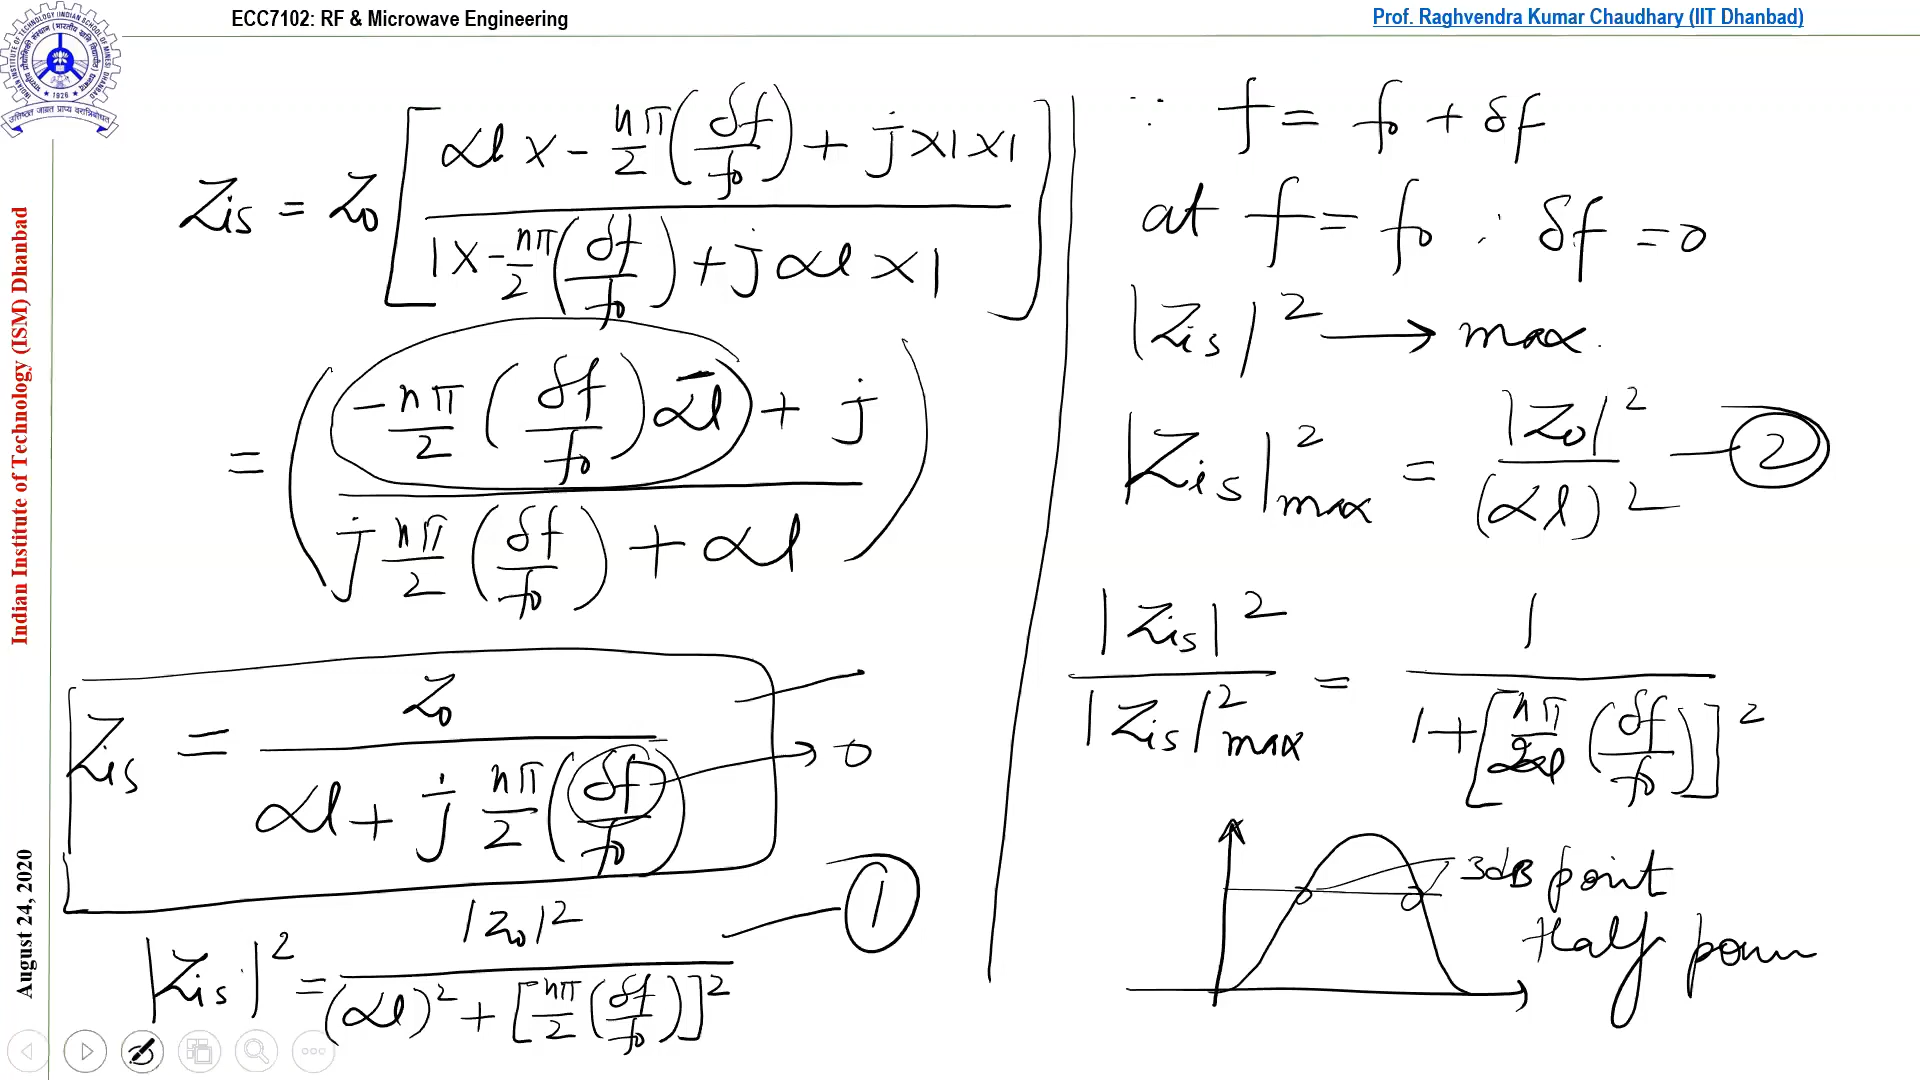 ECC7102: RF & Microwave Engineering
Prof. Raghvendra Kumar Chaudhary (IIT Dhanbad)
Indian Institute of Technology (ISM) Dhanbad
August 24, 2020
Zis = Z0 [ (αl × -nπ/2 (δf/f0) + j×1×1) / (1× -nπ/2 (δf/f0) + j αl ×1) ]
= ( (-nπ/2 (δf/f0) αl + j) / (j nπ/2 (δf/f0) + αl) )
Zis = Z0 / (αl + j nπ/2 (δf/f0)) → 0
|Zis|² = |Z0|² / ((αl)² + [nπ/2 (δf/f0)]²) — 1
∵ f = f0 + δf
at f = f0 : δf = 0
|Zis|² → max.
|Zis|²max = |Z0|² / (αl)² — 2
|Zis|² / |Zis|²max = 1 / (1 + [nπ/2αl (δf/f0)]²)
3dB point
Half